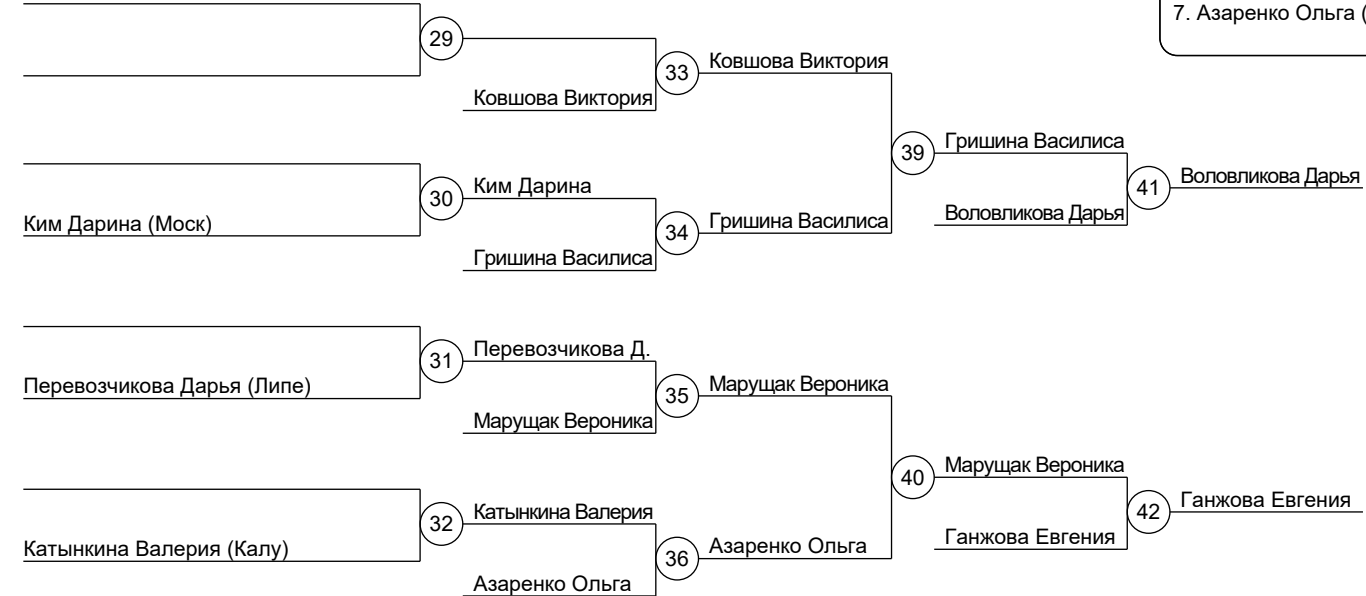 7. Азаренко Ольга (
29
Ковшова Виктория
33
Ковшова Виктория
Гришина Василиса
39
Воловликова Дарья
41
Ким Дарина
30
Гришина Василиса
Воловликова Дарья
Ким Дарина (Моск)
34
Гришина Василиса
Перевозчикова Д.
31
Марущак Вероника
Перевозчикова Дарья (Липе)
35
Марущак Вероника
Марущак Вероника
40
Ганжова Евгения
Катынкина Валерия
32
42
Ганжова Евгения
Катынкина Валерия (Калу)
Азаренко Ольга
36
Азаренко Ольга